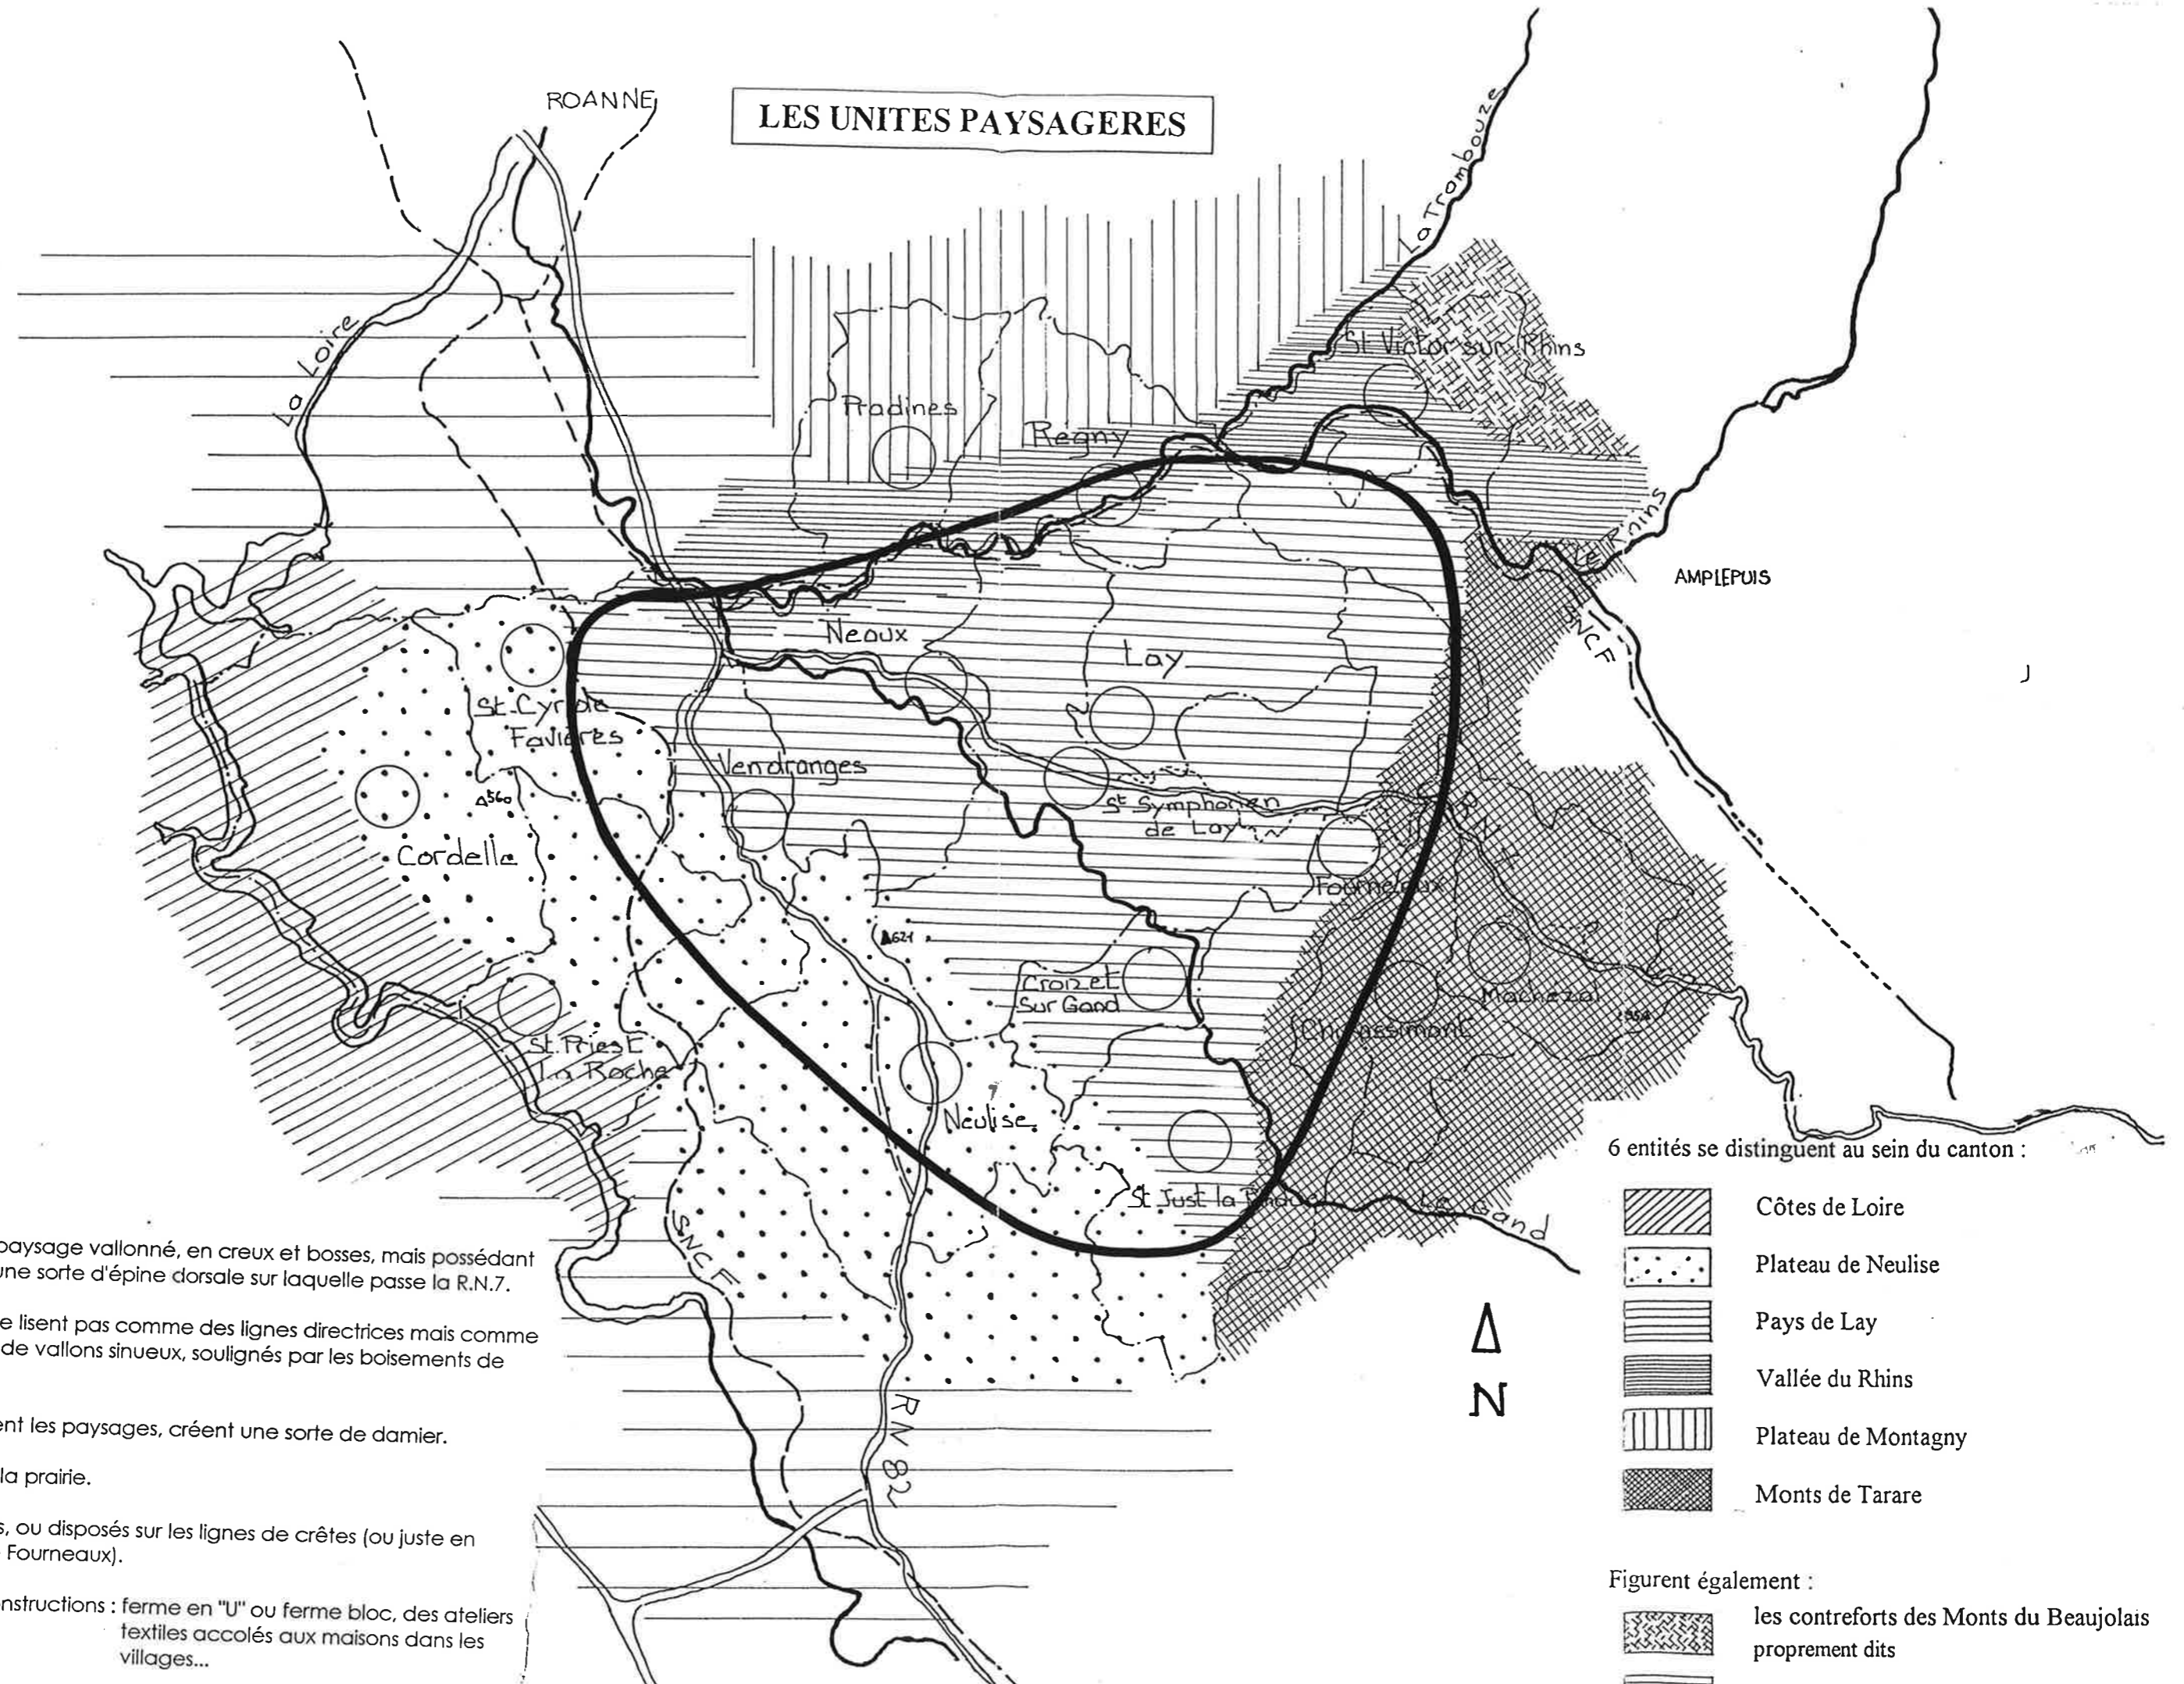 LES UNITES PAYSAGERES
ROANNE
La Trambouze
La Loire
St Victor sur Rhins
Pradines
Regny
Le Rhins
AMPLEPUIS
SNCF
Neaux
Lay
St.Cyr de
Favières
Vendranges
△560
St Symphorien
de Lay
Cordelle
Fourneaux
▲621
Croizet
Sur Gand
Machezal
Chirassimont
St.Priest
La Roche
Neulise
St.Just la
Le Gand
SNCF
RN 82
N
paysage vallonné, en creux et bosses, mais possédant
une sorte d'épine dorsale sur laquelle passe la R.N.7.
e lisent pas comme des lignes directrices mais comme
de vallons sinueux, soulignés par les boisements de
ent les paysages, créent une sorte de damier.
la prairie.
s, ou disposés sur les lignes de crêtes (ou juste en
Fourneaux).
nstructions : ferme en "U" ou ferme bloc, des ateliers
textiles accolés aux maisons dans les
villages...
6 entités se distinguent au sein du canton :
Côtes de Loire
Plateau de Neulise
Pays de Lay
Vallée du Rhins
Plateau de Montagny
Monts de Tarare
Figurent également :
les contreforts des Monts du Beaujolais
proprement dits